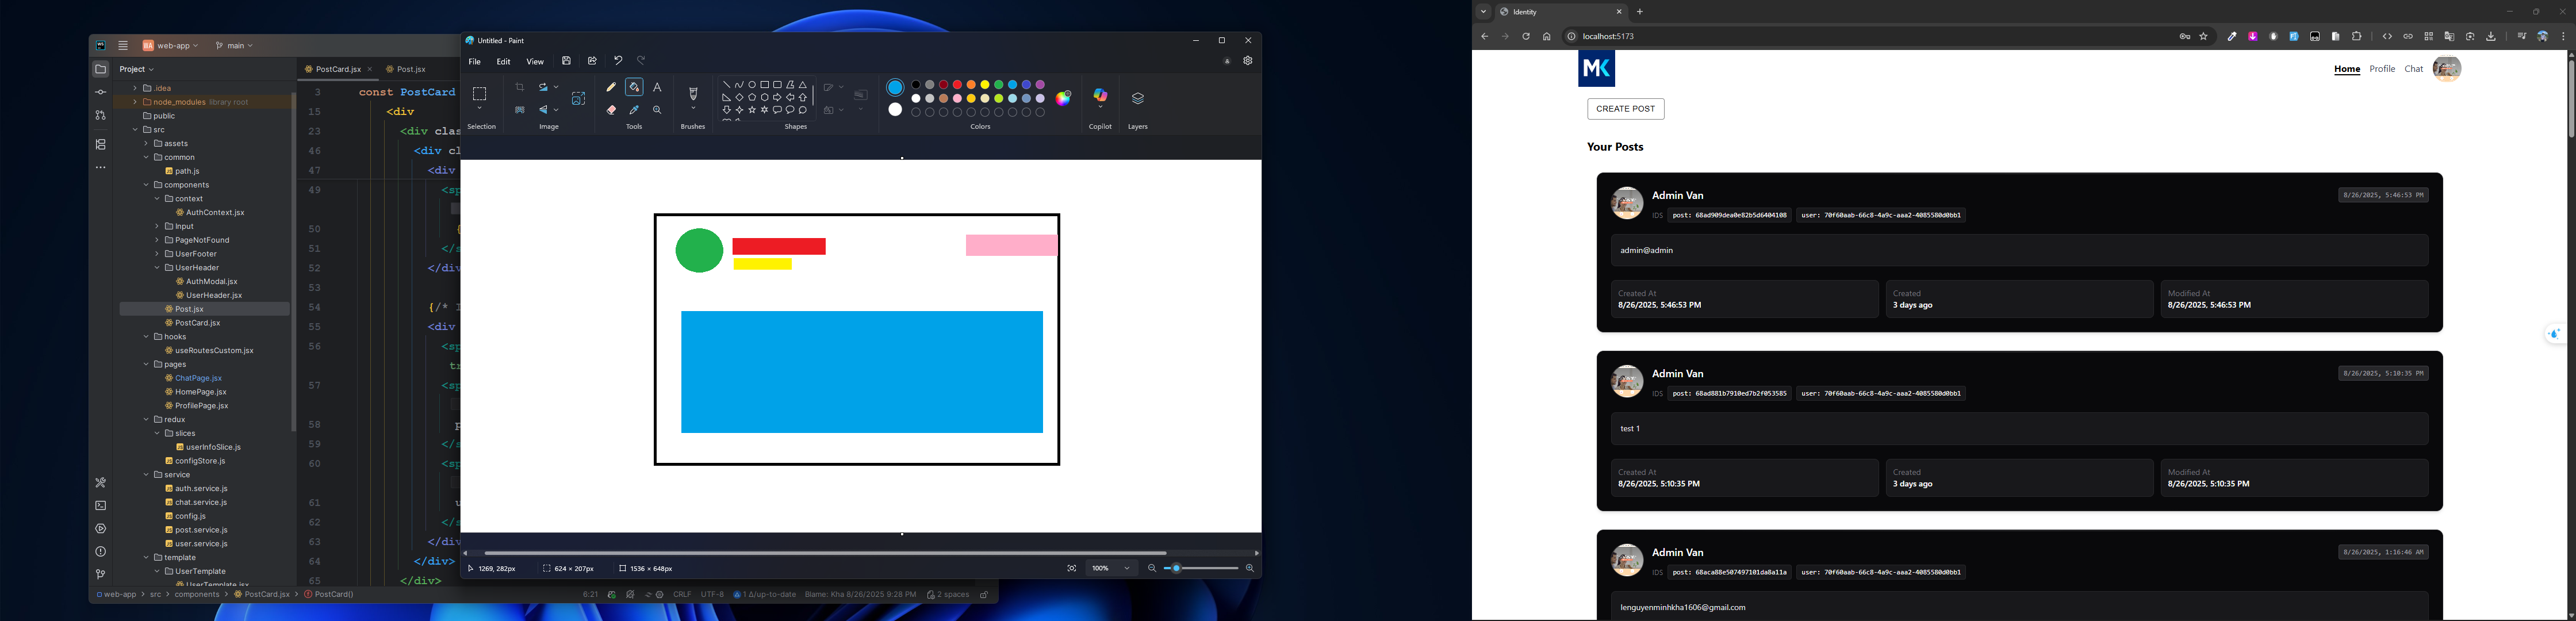 WS
WA web-app
main
Project
.idea
node_modules library root
public
src
assets
common
path.js
components
context
AuthContext.jsx
Input
PageNotFound
UserFooter
UserHeader
AuthModal.jsx
UserHeader.jsx
Post.jsx
PostCard.jsx
hooks
useRoutesCustom.jsx
pages
ChatPage.jsx
HomePage.jsx
ProfilePage.jsx
redux
slices
userInfoSlice.js
configStore.js
service
auth.service.js
chat.service.js
config.js
post.service.js
user.service.js
template
UserTemplate
UserTemplate.jsx
PostCard.jsx
Post.jsx
3 const PostCard
15 <div
23 <div clas
46 <div cl
47 <div
49 <sp
50 {
51 </s
52 </div
53
54 {/*
55 <div
56 <sp
tr
57 <sp
58 p
59 </s
60 <sp
61 u
62 </s
63 </div
64 </div>
65 </div>
web-app > src > components > PostCard.jsx > PostCard()
6:21
CRLF
UTF-8
1 Δ/up-to-date
Blame: Kha 8/26/2025 9:28 PM
2 spaces
Untitled - Paint
File
Edit
View
Selection
Image
Tools
Brushes
Shapes
Colors
Copilot
Layers
1269, 282px
624 × 207px
1536 × 648px
100%
Identity
localhost:5173
MK
Home
Profile
Chat
CREATE POST
Your Posts
Admin Van
8/26/2025, 5:46:53 PM
IDS post: 68ad909dea0e82b5d6404108 user: 70f60aab-66c8-4a9c-aaa2-4085580d0bb1
admin@admin
Created At
8/26/2025, 5:46:53 PM
Created
3 days ago
Modified At
8/26/2025, 5:46:53 PM
Admin Van
8/26/2025, 5:10:35 PM
IDS post: 68ad881b7910ed7b2f053585 user: 70f60aab-66c8-4a9c-aaa2-4085580d0bb1
test 1
Created At
8/26/2025, 5:10:35 PM
Created
3 days ago
Modified At
8/26/2025, 5:10:35 PM
Admin Van
8/26/2025, 1:16:46 AM
IDS post: 68aca88e507497101da8a11a user: 70f60aab-66c8-4a9c-aaa2-4085580d0bb1
lenguyenminhkha1606@gmail.com